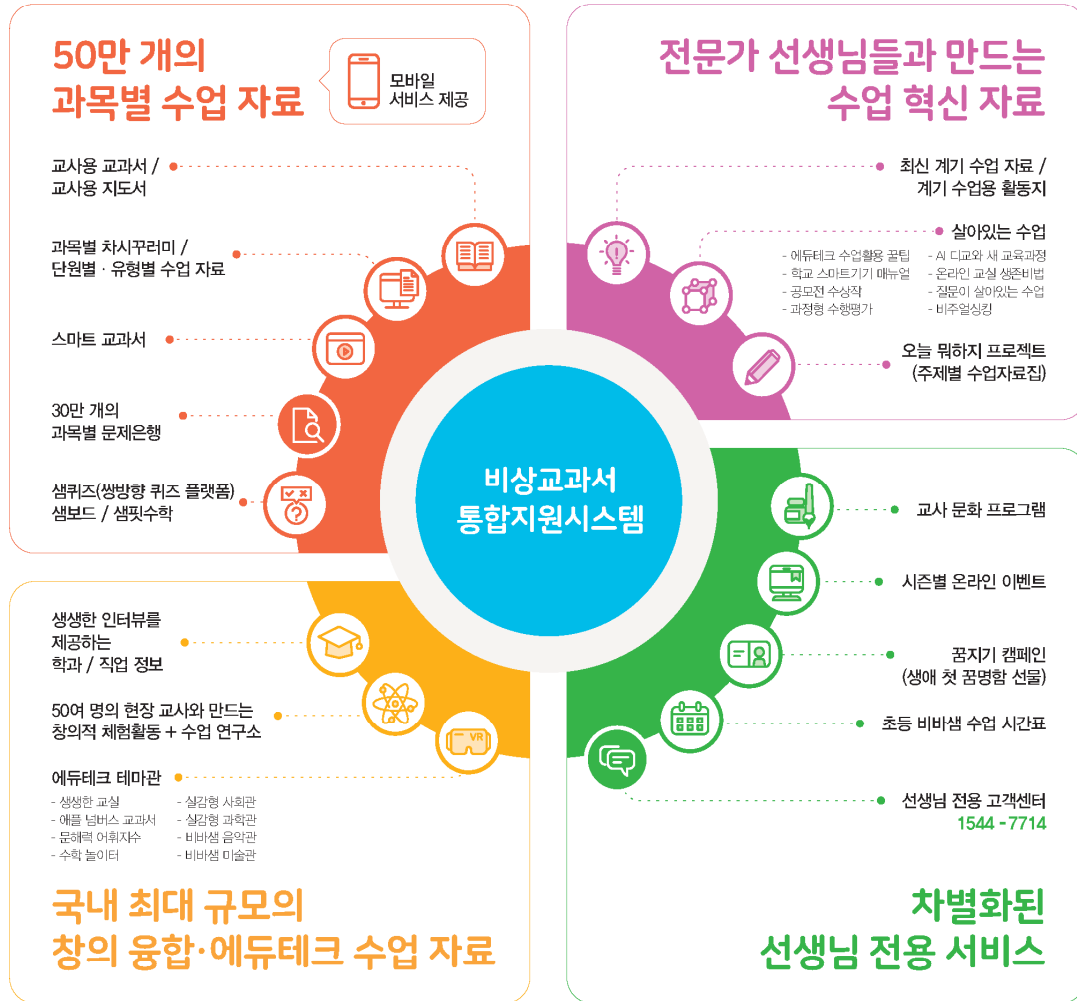 50만 개의
과목별 수업 자료
모바일
서비스 제공
교사용 교과서 /
교사용 지도서
과목별 차시꾸러미 /
단원별 · 유형별 수업 자료
스마트 교과서
30만 개의
과목별 문제은행
샘퀴즈(쌍방향 퀴즈 플랫폼)
샘보드 / 샘핏수학
전문가 선생님들과 만드는
수업 혁신 자료
최신 계기 수업 자료 /
계기 수업용 활동지
살아있는 수업
- 에듀테크 수업활용 꿀팁
- 학교 스마트기기 매뉴얼
- 공모전 수상작
- 과정형 수행평가
- AI 디교와 새 교육과정
- 온라인 교실 생존비법
- 질문이 살아있는 수업
- 비주얼싱킹
오늘 뭐하지 프로젝트
(주제별 수업자료집)
비상교과서
통합지원시스템
생생한 인터뷰를
제공하는
학과 / 직업 정보
50여 명의 현장 교사와 만드는
창의적 체험활동 + 수업 연구소
에듀테크 테마관
- 생생한 교실
- 애플 넘버스 교과서
- 문해력 어휘지수
- 수학 놀이터
- 실감형 사회관
- 실감형 과학관
- 비바샘 음악관
- 비바샘 미술관
VR
국내 최대 규모의
창의 융합·에듀테크 수업 자료
교사 문화 프로그램
시즌별 온라인 이벤트
꿈지기 캠페인
(생애 첫 꿈명함 선물)
초등 비바샘 수업 시간표
선생님 전용 고객센터
1544 - 7714
차별화된
선생님 전용 서비스